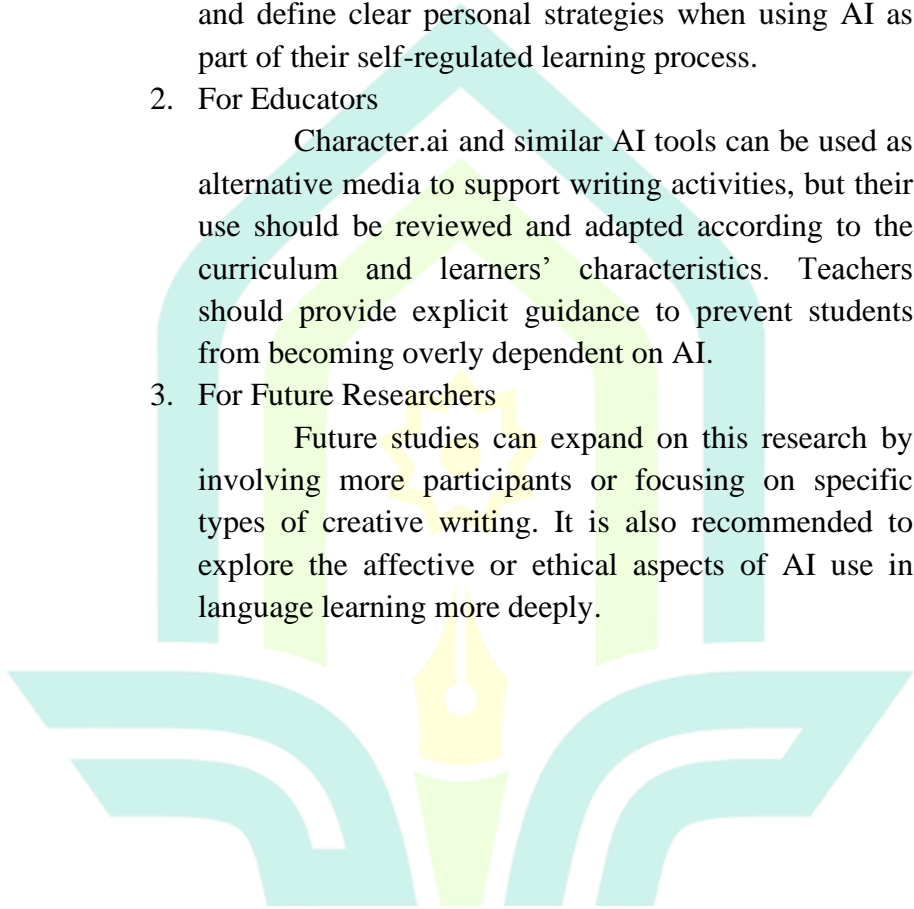 and define clear personal strategies when using AI as
part of their self-regulated learning process.
2. For Educators
Character.ai and similar AI tools can be used as
alternative media to support writing activities, but their
use should be reviewed and adapted according to the
curriculum and learners’ characteristics. Teachers
should provide explicit guidance to prevent students
from becoming overly dependent on AI.
3. For Future Researchers
Future studies can expand on this research by
involving more participants or focusing on specific
types of creative writing. It is also recommended to
explore the affective or ethical aspects of AI use in
language learning more deeply.